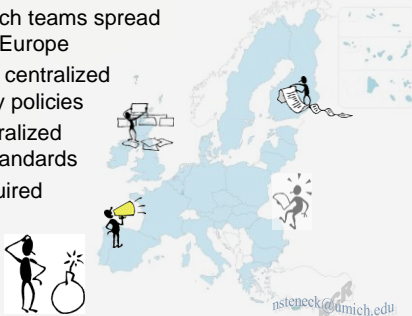 ch teams spread
Europe
centralized
y policies
ralized
tandards
uired
nsteneck@umich.edu